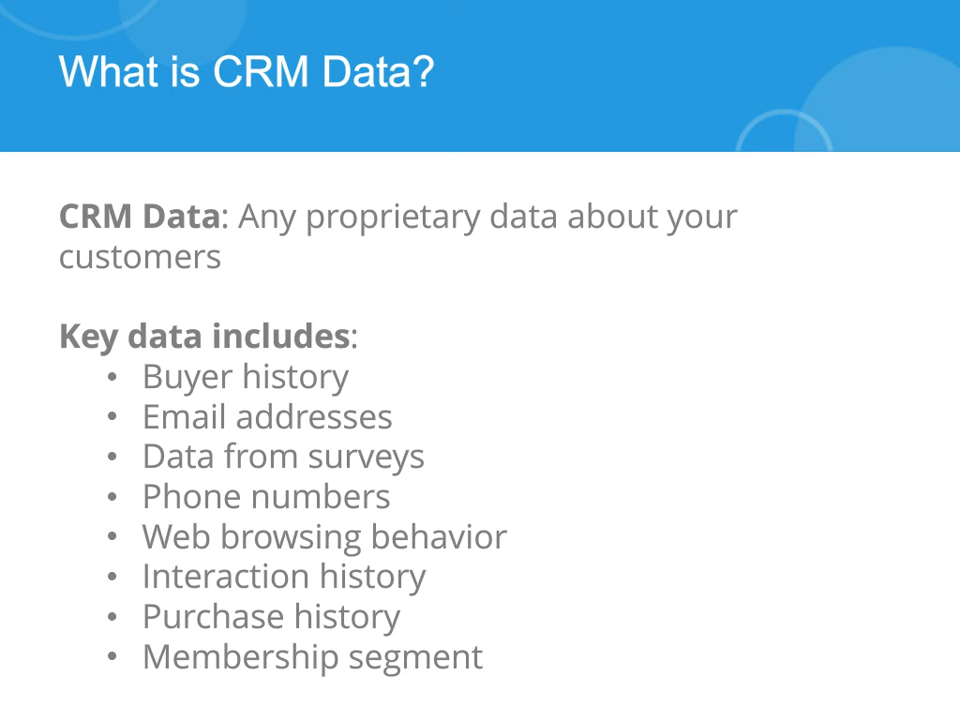 What is CRM Data?
CRM Data: Any proprietary data about your
customers
Key data includes:
• Buyer history
• Email addresses
• Data from surveys
• Phone numbers
• Web browsing behavior
• Interaction history
• Purchase history
• Membership segment